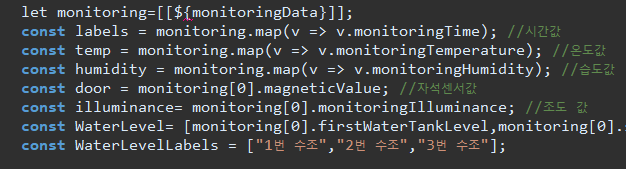 let monitoring=[[${monitoringData}]];
const labels = monitoring.map(v => v.monitoringTime); //시간값
const temp = monitoring.map(v => v.monitoringTemperature); //온도값
const humidity = monitoring.map(v => v.monitoringHumidity); //습도값
const door = monitoring[0].magneticValue; //자석센서값
const illuminance= monitoring[0].monitoringIlluminance; //조도 값
const WaterLevel= [monitoring[0].firstWaterTankLevel,monitoring[0].
const WaterLevelLabels = ["1번 수조","2번 수조","3번 수조"];